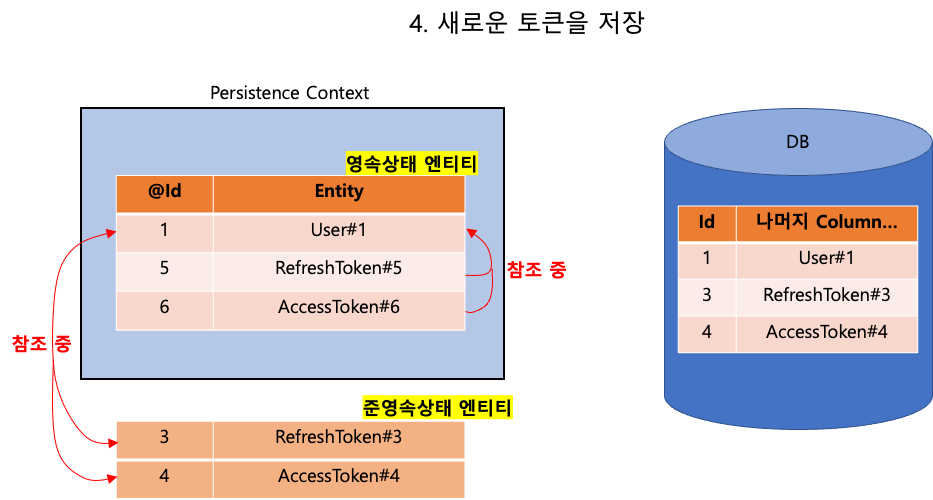 4. 새로운 토큰을 저장
Persistence Context
영속상태 엔티티
@Id Entity
1 User#1
5 RefreshToken#5
6 AccessToken#6
참조 중
참조 중
준영속상태 엔티티
3 RefreshToken#3
4 AccessToken#4
DB
Id 나머지 Column...
1 User#1
3 RefreshToken#3
4 AccessToken#4